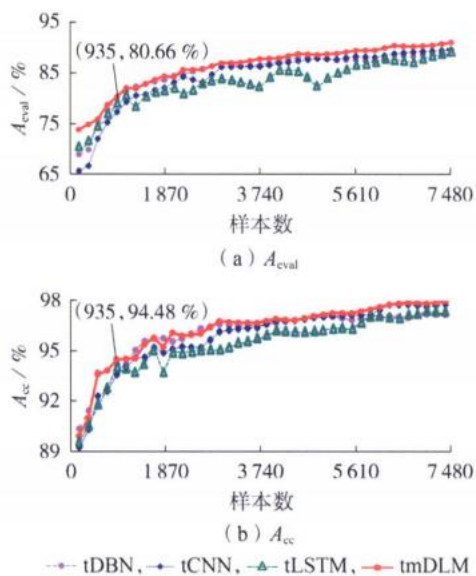 95
(935, 80.66 %)
85
75
65
A_eval / %
0 1 870 3 740 5 610 7 480
样本数
(a) A_eval
98
(935, 94.48 %)
95
92
89
A_cc / %
0 1 870 3 740 5 610 7 480
样本数
(b) A_cc
tDBN, tCNN, tLSTM, tmDLM